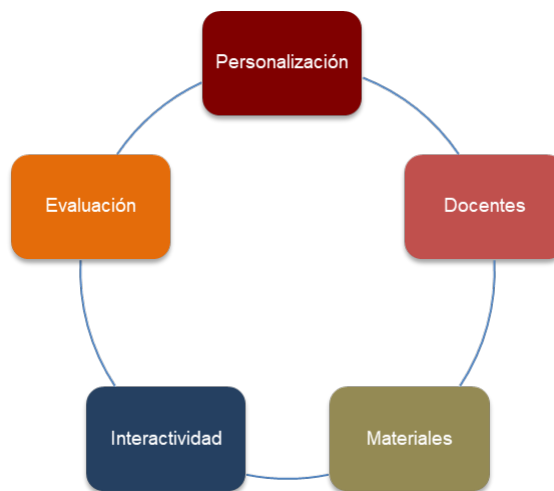 Personalización
Evaluación
Docentes
Interactividad
Materiales